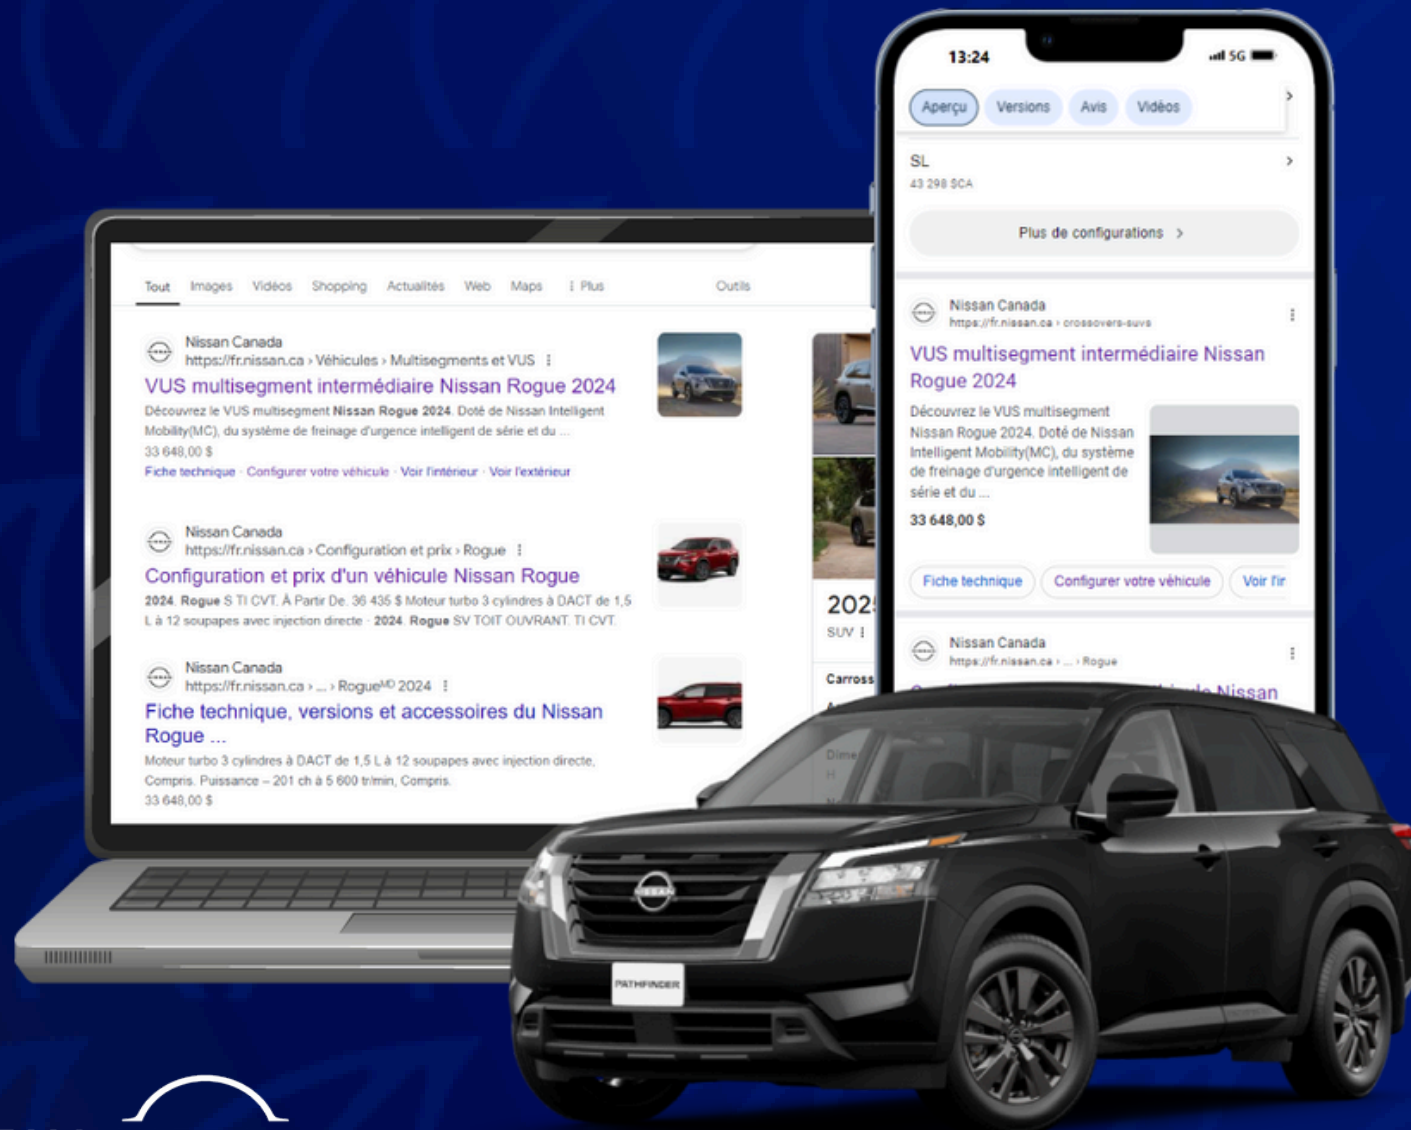 Tout Images Vidéos Shopping Actualités Web Maps ⋮ Plus Outils
Nissan Canada
https://fr.nissan.ca › Véhicules › Multisegments et VUS ⋮
VUS multisegment intermédiaire Nissan Rogue 2024
Découvrez le VUS multisegment Nissan Rogue 2024. Doté de Nissan Intelligent
Mobility(MC), du système de freinage d'urgence intelligent de série et du ...
33 648,00 $
Fiche technique · Configurer votre véhicule · Voir l'intérieur · Voir l'extérieur
Nissan Canada
https://fr.nissan.ca › Configuration et prix › Rogue ⋮
Configuration et prix d'un véhicule Nissan Rogue
2024. Rogue S TI CVT. À Partir De. 36 435 $ Moteur turbo 3 cylindres à DACT de 1,5
L à 12 soupapes avec injection directe · 2024. Rogue SV TOIT OUVRANT. TI CVT.
Nissan Canada
https://fr.nissan.ca › ... › Rogueᴹᴰ 2024 ⋮
Fiche technique, versions et accessoires du Nissan
Rogue ...
Moteur turbo 3 cylindres à DACT de 1,5 L à 12 soupapes avec injection directe,
Compris. Puissance – 201 ch à 5 600 tr/min, Compris.
33 648,00 $
SUV ⋮
Carross
Dime
H
13:24 5G
Aperçu Versions Avis Vidéos
SL
43 298 $CA
Plus de configurations
Nissan Canada
https://fr.nissan.ca › crossovers-suvs
VUS multisegment intermédiaire Nissan
Rogue 2024
Découvrez le VUS multisegment
Nissan Rogue 2024. Doté de Nissan
Intelligent Mobility(MC), du système
de freinage d'urgence intelligent de
série et du ...
33 648,00 $
Fiche technique Configurer votre véhicule Voir l'in
Nissan Canada
https://fr.nissan.ca › ... › Rogue
Nissan
NISSAN
PATHFINDER